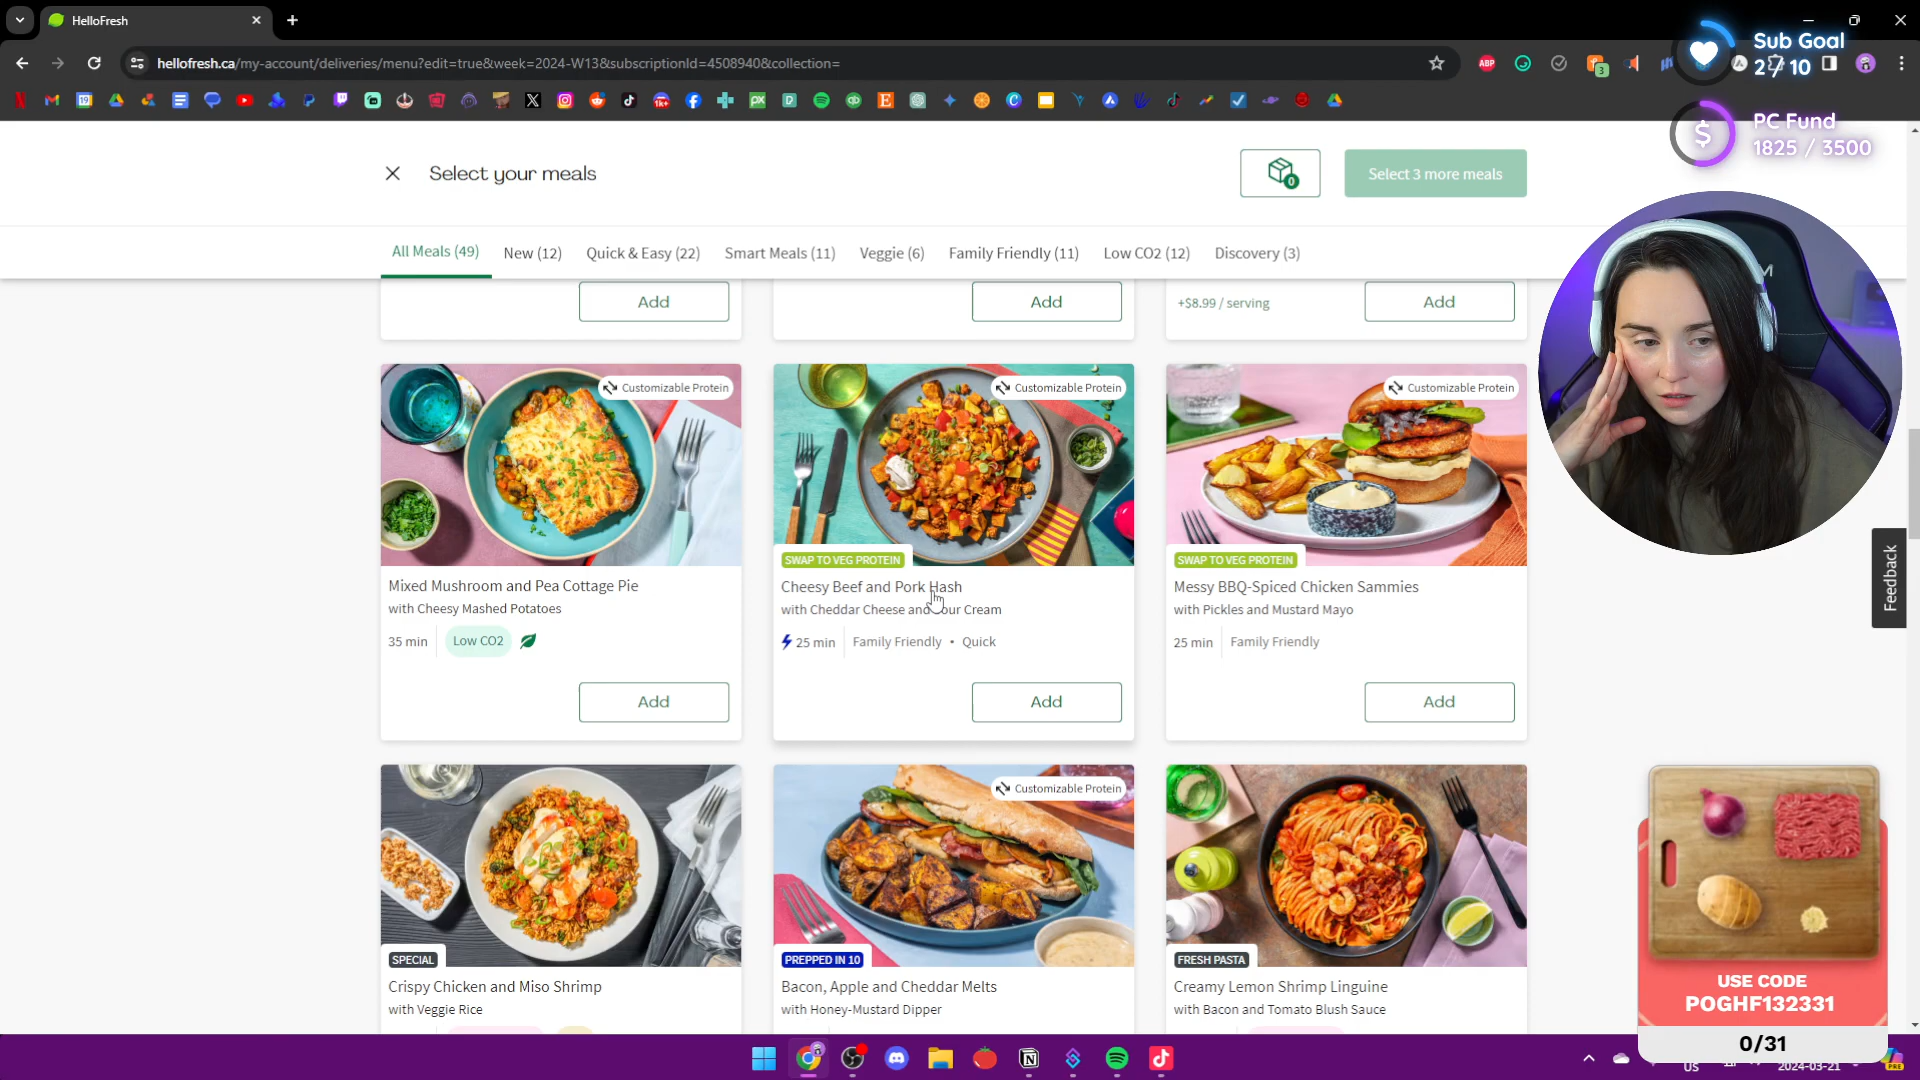 HelloFresh
hellofresh.ca/my-account/deliveries/menu?edit=true&week=2024-W13&subscriptionId=4508940&collection=
Sub Goal
2 / 10
PC Fund
1825 / 3500
Select your meals
0
Select 3 more meals
All Meals (49)
New (12)
Quick & Easy (22)
Smart Meals (11)
Veggie (6)
Family Friendly (11)
Low CO2 (12)
Discovery (3)
Add
Add
+$8.99 / serving
Add
Customizable Protein
Customizable Protein
Customizable Protein
SWAP TO VEG PROTEIN
SWAP TO VEG PROTEIN
Mixed Mushroom and Pea Cottage Pie
with Cheesy Mashed Potatoes
35 min
Low CO2
Cheesy Beef and Pork Hash
with Cheddar Cheese and Sour Cream
25 min
Family Friendly • Quick
Messy BBQ-Spiced Chicken Sammies
with Pickles and Mustard Mayo
25 min
Family Friendly
Add
Add
Add
Feedback
Customizable Protein
SPECIAL
PREPPED IN 10
FRESH PASTA
Crispy Chicken and Miso Shrimp
with Veggie Rice
Bacon, Apple and Cheddar Melts
with Honey-Mustard Dipper
Creamy Lemon Shrimp Linguine
with Bacon and Tomato Blush Sauce
USE CODE
POGHF132331
0/31
US
2024-03-21